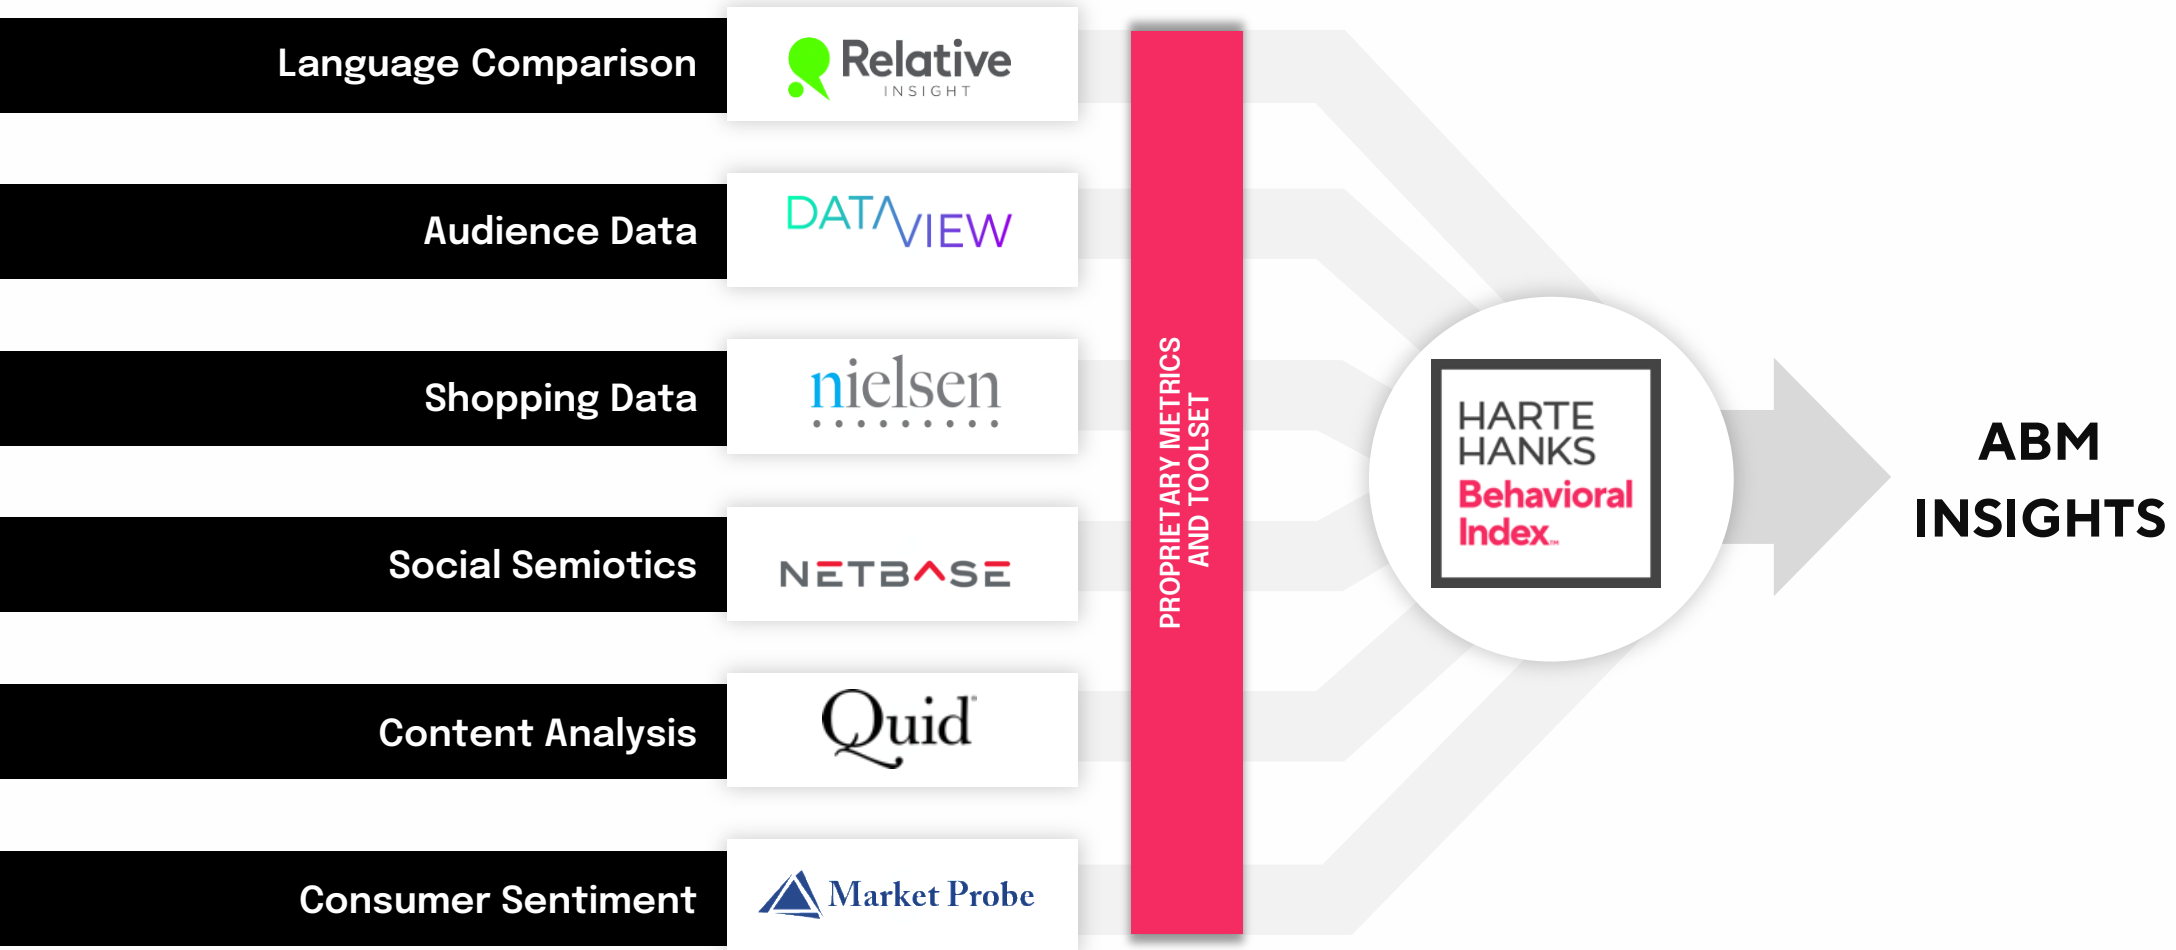 Language Comparison
Relative
INSIGHT
Audience Data
DATAVIEW
Shopping Data
nielsen
Social Semiotics
NETBASE
Content Analysis
Quid
Consumer Sentiment
Market Probe
PROPRIETARY METRICS
AND TOOLSET
HARTE
HANKS
Behavioral
Index™
ABM
INSIGHTS